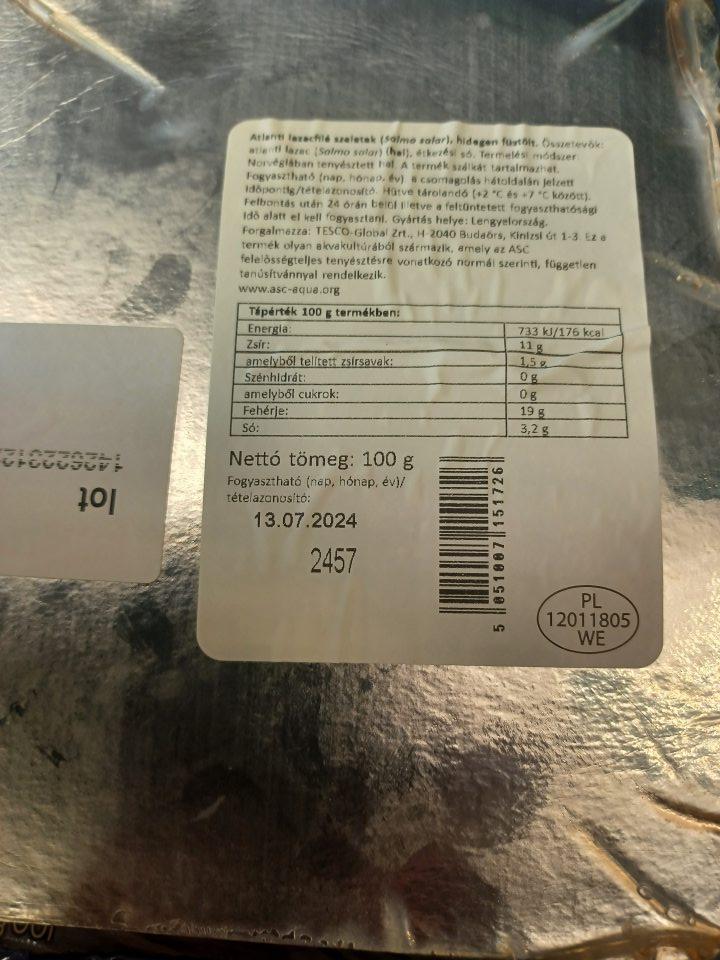 Atlanti lazacfilé szeletek (Salmo salar), hidegen füstölt. Összetevők:
atlanti lazac (Salmo salar) (hal), étkezési só. Termelési módszer:
Norvégiában tenyésztett hal. A termék szálkát tartalmazhat.
Fogyasztható (nap, hónap, év) a csomagolás hátoldalán jelzett
időpontig/tételazonosító. Hűtve tárolandó (+2 °C és +7 °C között).
Felbontás után 24 órán belül illetve a feltüntetett fogyaszthatósági
idő alatt el kell fogyasztani. Gyártás helye: Lengyelország.
Forgalmazza: TESCO-Global Zrt., H-2040 Budaörs, Kinizsi út 1-3. Ez a
termék olyan akvakultúrából származik, amely az ASC
felelősségteljes tenyésztésre vonatkozó normái szerinti, független
tanúsítvánnyal rendelkezik.
www.asc-aqua.org
Tápérték 100 g termékben:
Energia: 733 kJ/176 kcal
Zsír: 11 g
amelyből telített zsírsavak: 1,5 g
Szénhidrát: 0 g
amelyből cukrok: 0 g
Fehérje: 19 g
Só: 3,2 g
Nettó tömeg: 100 g
Fogyasztható (nap, hónap, év)/
tételazonosító:
13.07.2024
2457
5 051007 151726
PL
12011805
WE
lot